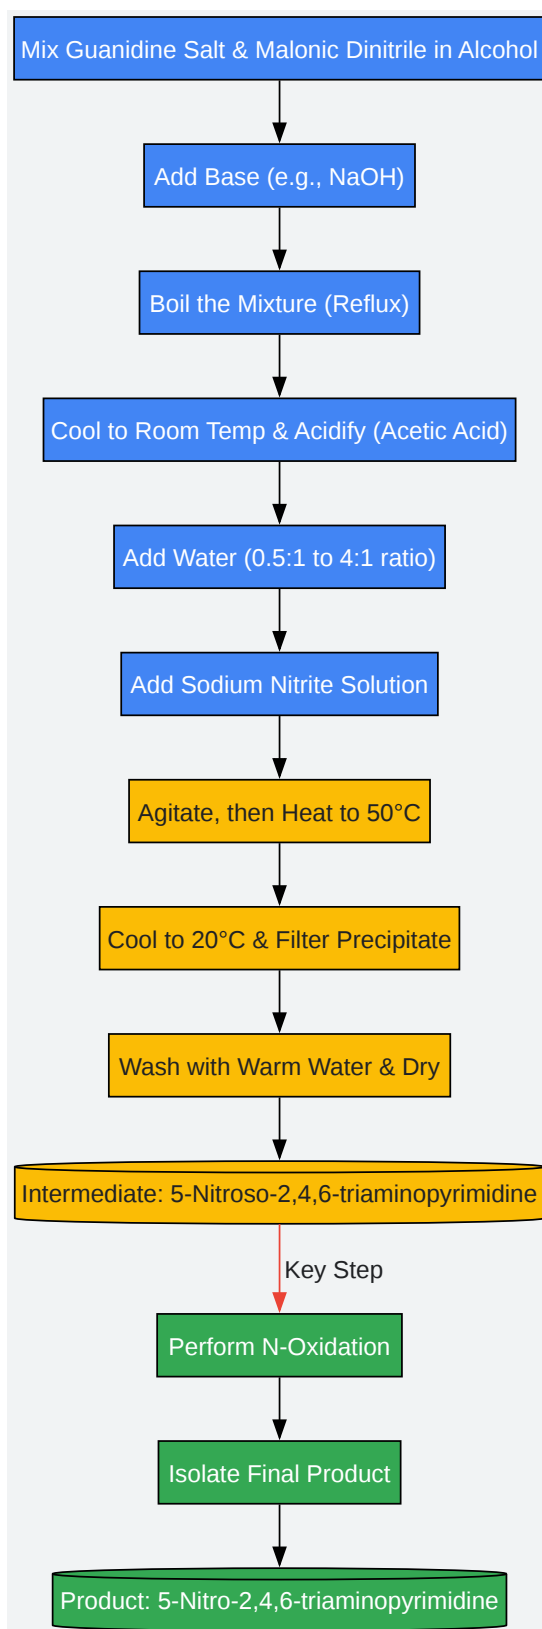 Mix Guanidine Salt & Malonic Dinitrile in Alcohol
Add Base (e.g., NaOH)
Boil the Mixture (Reflux)
Cool to Room Temp & Acidify (Acetic Acid)
Add Water (0.5:1 to 4:1 ratio)
Add Sodium Nitrite Solution
Agitate, then Heat to 50°C
Cool to 20°C & Filter Precipitate
Wash with Warm Water & Dry
Intermediate: 5-Nitroso-2,4,6-triaminopyrimidine
Key Step
Perform N-Oxidation
Isolate Final Product
Product: 5-Nitro-2,4,6-triaminopyrimidine